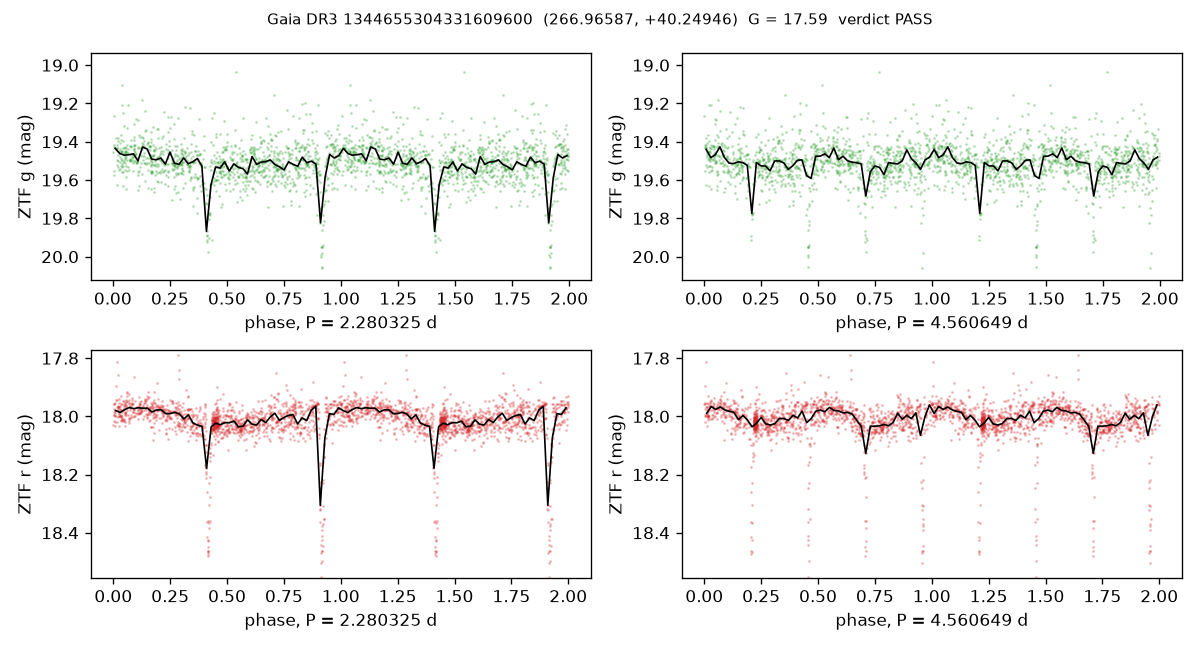 Gaia DR3 1344655304331609600  (266.96587, +40.24946)  G = 17.59  verdict PASS
ZTF g (mag)
19.0
19.2
19.4
19.6
19.8
20.0
0.00 0.25 0.50 0.75 1.00 1.25 1.50 1.75 2.00
phase, P = 2.280325 d
ZTF g (mag)
19.0
19.2
19.4
19.6
19.8
20.0
0.00 0.25 0.50 0.75 1.00 1.25 1.50 1.75 2.00
phase, P = 4.560649 d
ZTF r (mag)
17.8
18.0
18.2
18.4
0.00 0.25 0.50 0.75 1.00 1.25 1.50 1.75 2.00
phase, P = 2.280325 d
ZTF r (mag)
17.8
18.0
18.2
18.4
0.00 0.25 0.50 0.75 1.00 1.25 1.50 1.75 2.00
phase, P = 4.560649 d